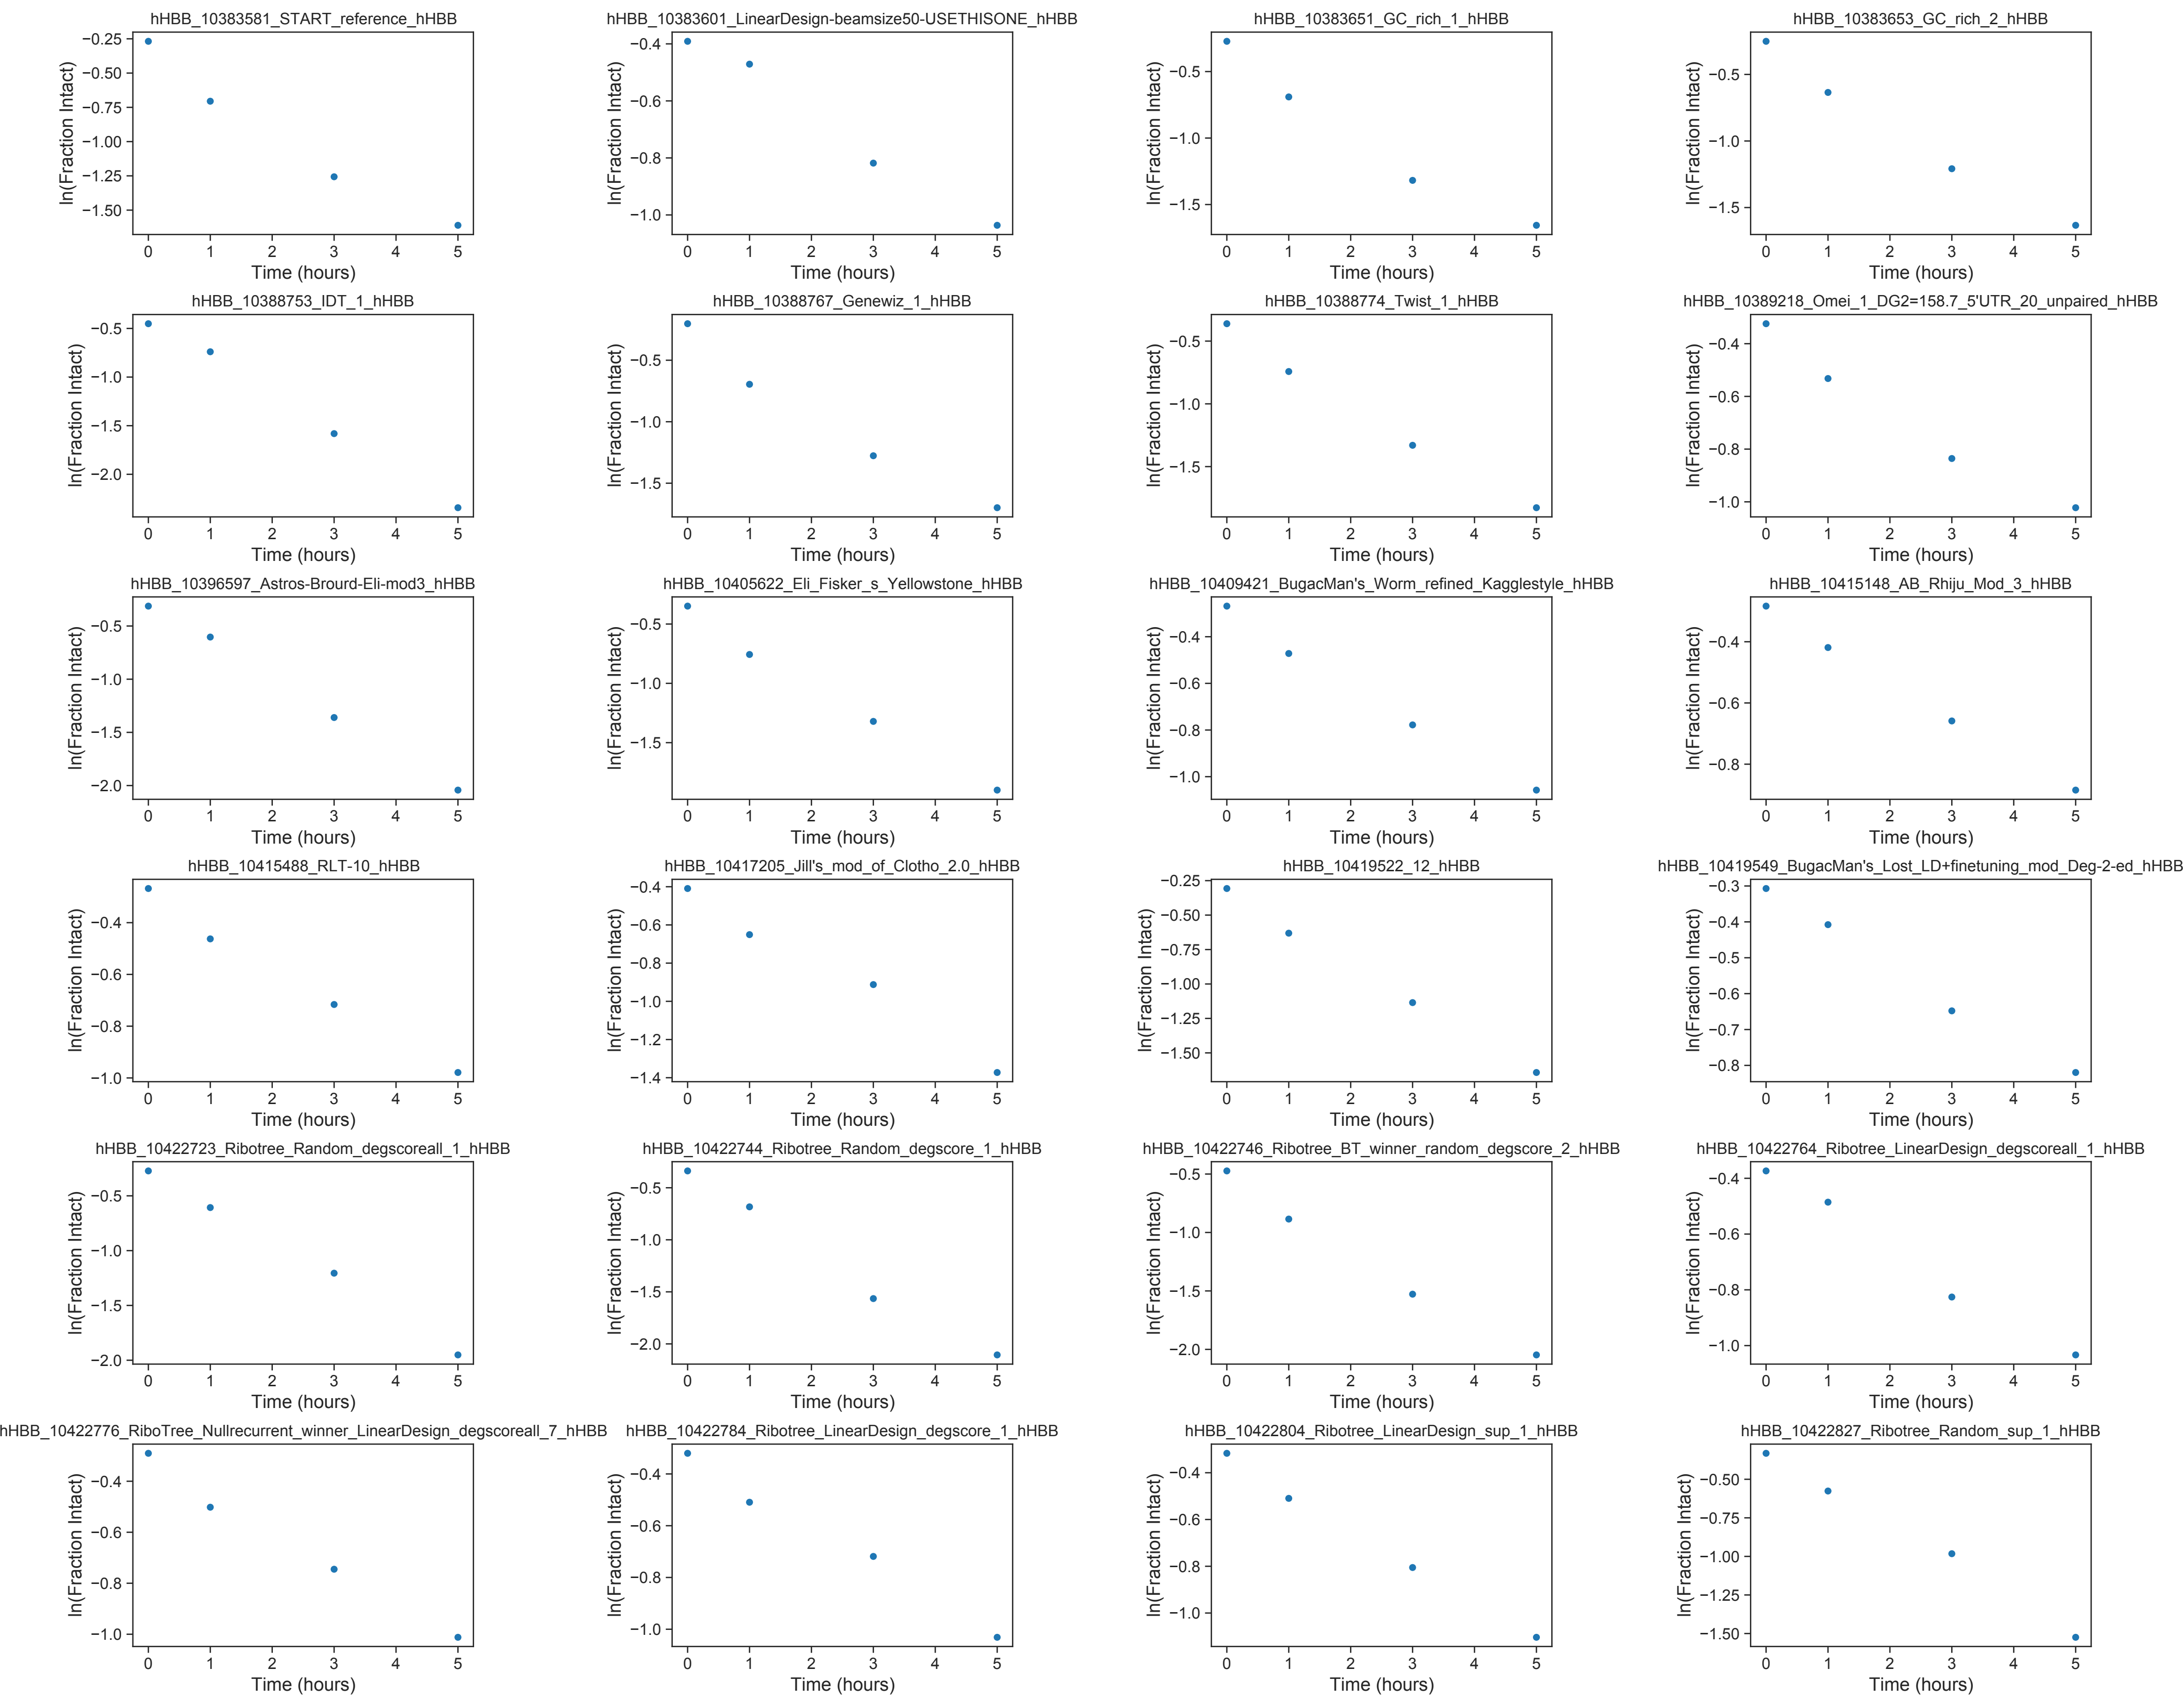 hHBB_10383581_START_reference_hHBB
ln(Fraction Intact)
−0.25
−0.50
−0.75
−1.00
−1.25
−1.50
0 1 2 3 4 5
Time (hours)
hHBB_10383601_LinearDesign-beamsize50-USETHISONE_hHBB
ln(Fraction Intact)
−0.4
−0.6
−0.8
−1.0
0 1 2 3 4 5
Time (hours)
hHBB_10383651_GC_rich_1_hHBB
ln(Fraction Intact)
−0.5
−1.0
−1.5
0 1 2 3 4 5
Time (hours)
hHBB_10383653_GC_rich_2_hHBB
ln(Fraction Intact)
−0.5
−1.0
−1.5
0 1 2 3 4 5
Time (hours)
hHBB_10388753_IDT_1_hHBB
ln(Fraction Intact)
−0.5
−1.0
−1.5
−2.0
0 1 2 3 4 5
Time (hours)
hHBB_10388767_Genewiz_1_hHBB
ln(Fraction Intact)
−0.5
−1.0
−1.5
0 1 2 3 4 5
Time (hours)
hHBB_10388774_Twist_1_hHBB
ln(Fraction Intact)
−0.5
−1.0
−1.5
0 1 2 3 4 5
Time (hours)
hHBB_10389218_Omei_1_DG2=158.7_5'UTR_20_unpaired_hHBB
ln(Fraction Intact)
−0.4
−0.6
−0.8
−1.0
0 1 2 3 4 5
Time (hours)
hHBB_10396597_Astros-Brourd-Eli-mod3_hHBB
ln(Fraction Intact)
−0.5
−1.0
−1.5
−2.0
0 1 2 3 4 5
Time (hours)
hHBB_10405622_Eli_Fisker_s_Yellowstone_hHBB
ln(Fraction Intact)
−0.5
−1.0
−1.5
0 1 2 3 4 5
Time (hours)
hHBB_10409421_BugacMan's_Worm_refined_Kagglestyle_hHBB
ln(Fraction Intact)
−0.4
−0.6
−0.8
−1.0
0 1 2 3 4 5
Time (hours)
hHBB_10415148_AB_Rhiju_Mod_3_hHBB
ln(Fraction Intact)
−0.4
−0.6
−0.8
0 1 2 3 4 5
Time (hours)
hHBB_10415488_RLT-10_hHBB
ln(Fraction Intact)
−0.4
−0.6
−0.8
−1.0
0 1 2 3 4 5
Time (hours)
hHBB_10417205_Jill's_mod_of_Clotho_2.0_hHBB
ln(Fraction Intact)
−0.4
−0.6
−0.8
−1.0
−1.2
−1.4
0 1 2 3 4 5
Time (hours)
hHBB_10419522_12_hHBB
ln(Fraction Intact)
−0.25
−0.50
−0.75
−1.00
−1.25
−1.50
0 1 2 3 4 5
Time (hours)
hHBB_10419549_BugacMan's_Lost_LD+finetuning_mod_Deg-2-ed_hHBB
ln(Fraction Intact)
−0.3
−0.4
−0.5
−0.6
−0.7
−0.8
0 1 2 3 4 5
Time (hours)
hHBB_10422723_Ribotree_Random_degscoreall_1_hHBB
ln(Fraction Intact)
−0.5
−1.0
−1.5
−2.0
0 1 2 3 4 5
Time (hours)
hHBB_10422744_Ribotree_Random_degscore_1_hHBB
ln(Fraction Intact)
−0.5
−1.0
−1.5
−2.0
0 1 2 3 4 5
Time (hours)
hHBB_10422746_Ribotree_BT_winner_random_degscore_2_hHBB
ln(Fraction Intact)
−0.5
−1.0
−1.5
−2.0
0 1 2 3 4 5
Time (hours)
hHBB_10422764_Ribotree_LinearDesign_degscoreall_1_hHBB
ln(Fraction Intact)
−0.4
−0.6
−0.8
−1.0
0 1 2 3 4 5
Time (hours)
hHBB_10422776_RiboTree_Nullrecurrent_winner_LinearDesign_degscoreall_7_hHBB
ln(Fraction Intact)
−0.4
−0.6
−0.8
−1.0
0 1 2 3 4 5
Time (hours)
hHBB_10422784_Ribotree_LinearDesign_degscore_1_hHBB
ln(Fraction Intact)
−0.4
−0.6
−0.8
−1.0
0 1 2 3 4 5
Time (hours)
hHBB_10422804_Ribotree_LinearDesign_sup_1_hHBB
ln(Fraction Intact)
−0.4
−0.6
−0.8
−1.0
0 1 2 3 4 5
Time (hours)
hHBB_10422827_Ribotree_Random_sup_1_hHBB
ln(Fraction Intact)
−0.50
−0.75
−1.00
−1.25
−1.50
0 1 2 3 4 5
Time (hours)